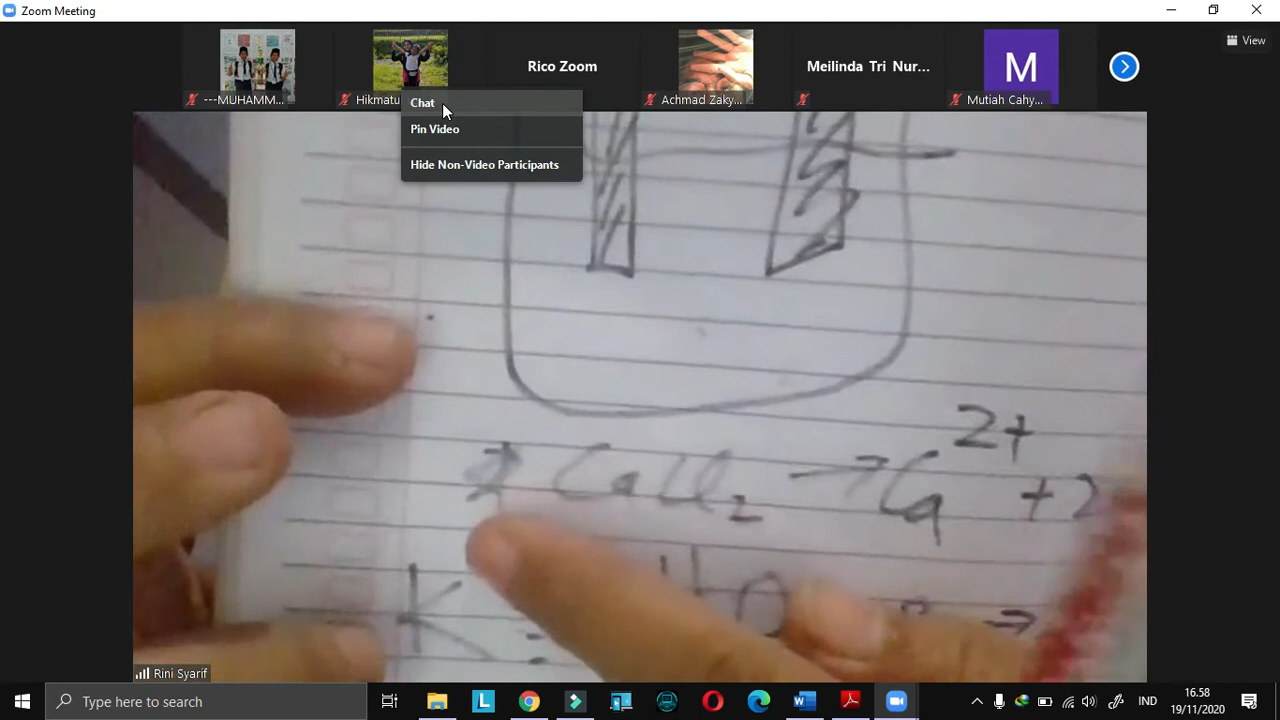 Zoom Meeting
View
---MUHAMM...
Hikmatu
Rico Zoom
Achmad Zaky...
Meilinda Tri Nur...
M
Mutiah Cahy...
Chat
Pin Video
Hide Non-Video Participants
2+
CaCl₂ → Ca + 2
K =
Rini Syarif
Type here to search
IND
16.58
19/11/2020